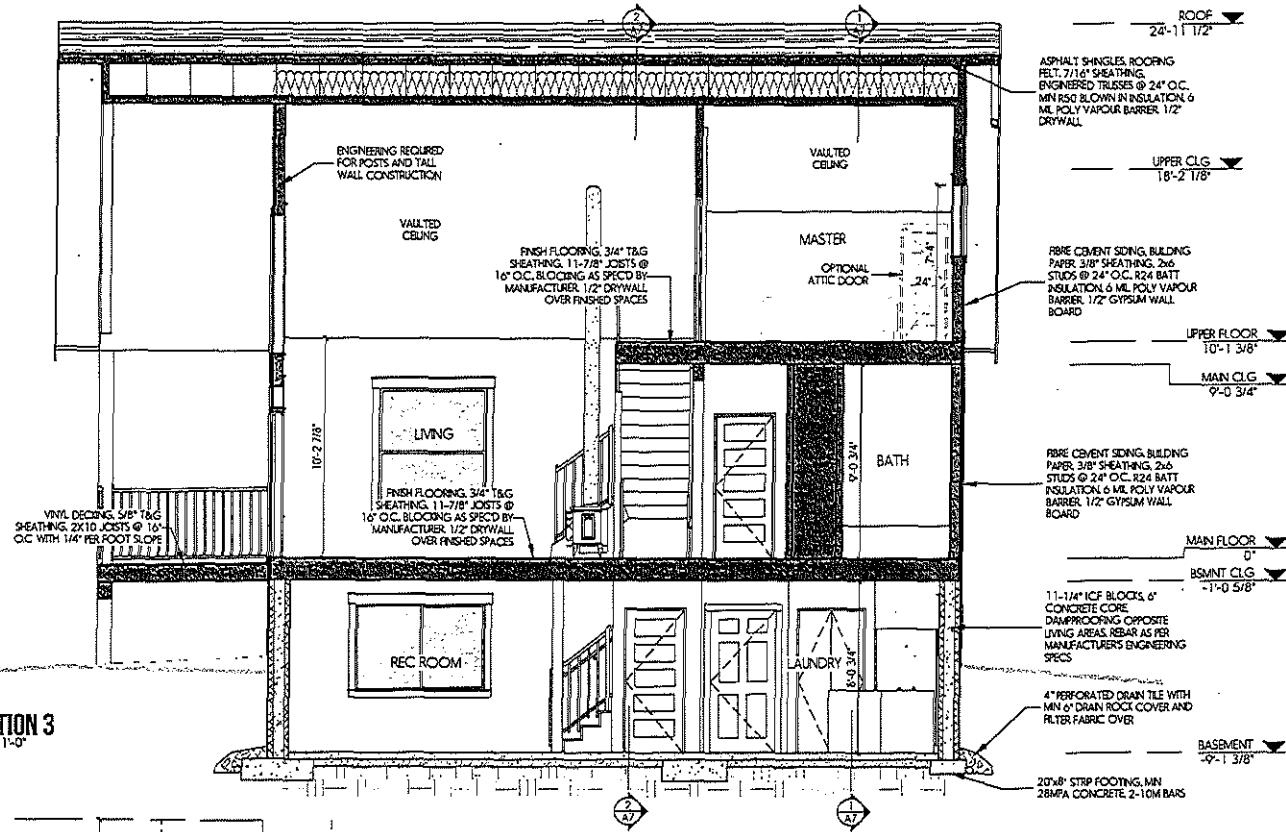 2
1
ROOF
24'-11 1/2"
ASPHALT SHINGLES, ROOFING
FELT, 7/16" SHEATHING,
ENGINEERED TRUSSES @ 24" O.C.
MIN R50 BLOWN IN INSULATION, 6
MIL POLY VAPOUR BARRIER, 1/2"
DRYWALL
ENGINEERING REQUIRED
FOR POSTS AND TALL
WALL CONSTRUCTION
VAULTED
CEILING
UPPER CLG
18'-2 1/8"
VAULTED
CEILING
MASTER
FINISH FLOORING, 3/4" T&G
SHEATHING, 11-7/8" JOISTS @
16" O.C. BLOCKING AS SPEC'D BY
MANUFACTURER, 1/2" DRYWALL
OVER FINISHED SPACES
OPTIONAL
ATTIC DOOR
24"
7'-4"
FIBRE CEMENT SIDING, BUILDING
PAPER, 3/8" SHEATHING, 2x6
STUDS @ 24" O.C. R24 BATT
INSULATION, 6 MIL POLY VAPOUR
BARRIER, 1/2" GYPSUM WALL
BOARD
UPPER FLOOR
10'-1 3/8"
MAIN CLG
9'-0 3/4"
LIVING
10'-2 7/8"
9'-0 3/4"
BATH
FIBRE CEMENT SIDING, BUILDING
PAPER, 3/8" SHEATHING, 2x6
STUDS @ 24" O.C. R24 BATT
INSULATION, 6 MIL POLY VAPOUR
BARRIER, 1/2" GYPSUM WALL
BOARD
FINISH FLOORING, 3/4" T&G
SHEATHING, 11-7/8" JOISTS @
16" O.C. BLOCKING AS SPEC'D BY
MANUFACTURER, 1/2" DRYWALL
OVER FINISHED SPACES
VINYL DECKING, 5/8" T&G
SHEATHING, 2X10 JOISTS @ 16"
O.C WITH 1/4" PER FOOT SLOPE
MAIN FLOOR
0"
BSMNT CLG
-1'-0 5/8"
11-1/4" ICF BLOCKS, 6"
CONCRETE CORE,
DAMPPROOFING OPPOSITE
LIVING AREAS, REBAR AS PER
MANUFACTURER'S ENGINEERING
SPECS
REC ROOM
LAUNDRY
8'-0 3/4"
4" PERFORATED DRAIN TILE WITH
MIN 6" DRAIN ROCK COVER AND
FILTER FABRIC OVER
TION 3
1'-0"
BASEMENT
-9'-1 3/8"
20"x8" STRIP FOOTING, MIN
28MPA CONCRETE, 2-10M BARS
2
A7
1
A7